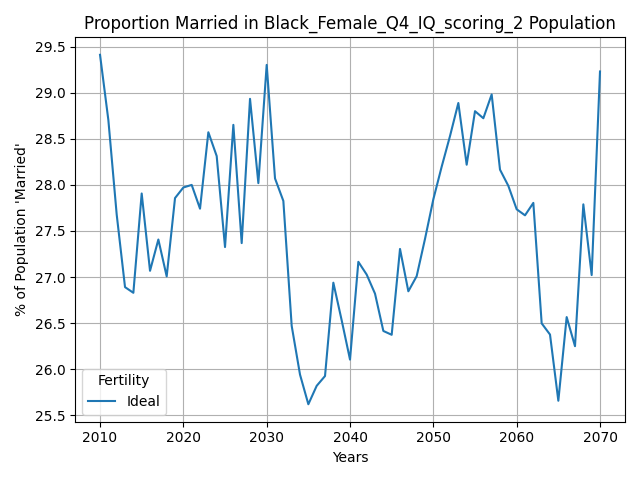 Proportion Married in Black_Female_Q4_IQ_scoring_2 Population
% of Population 'Married'
29.5
29.0
28.5
28.0
27.5
27.0
26.5
26.0
25.5
Fertility
Ideal
2010 2020 2030 2040 2050 2060 2070
Years